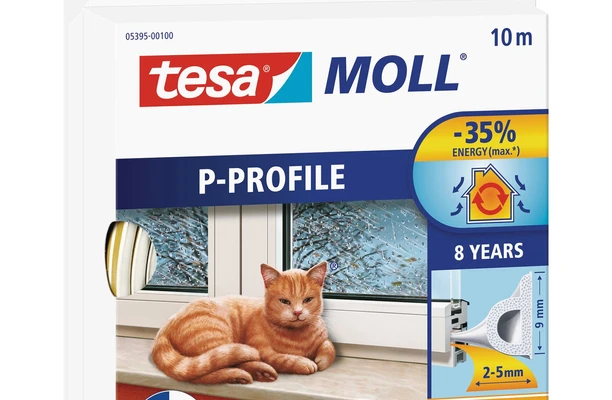 05395-00100
10 m
tesa® MOLL®
-35%
ENERGY (max.*)
P-PROFILE
8 YEARS
9 mm
2-5mm